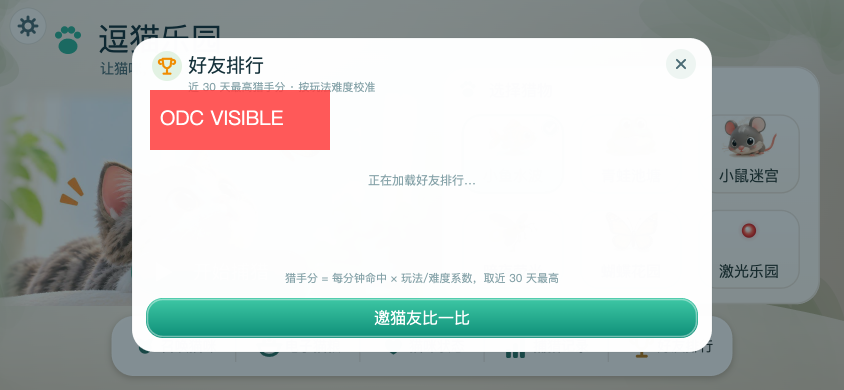 逗猫乐园
让猫
好友排行
近 30 天最高猎手分 · 按玩法难度校准
ODC VISIBLE
正在加载好友排行...
小鼠迷宫
激光乐园
猎手分 = 每分钟命中 × 玩法/难度系数，取近 30 天最高
邀猫友比一比
行